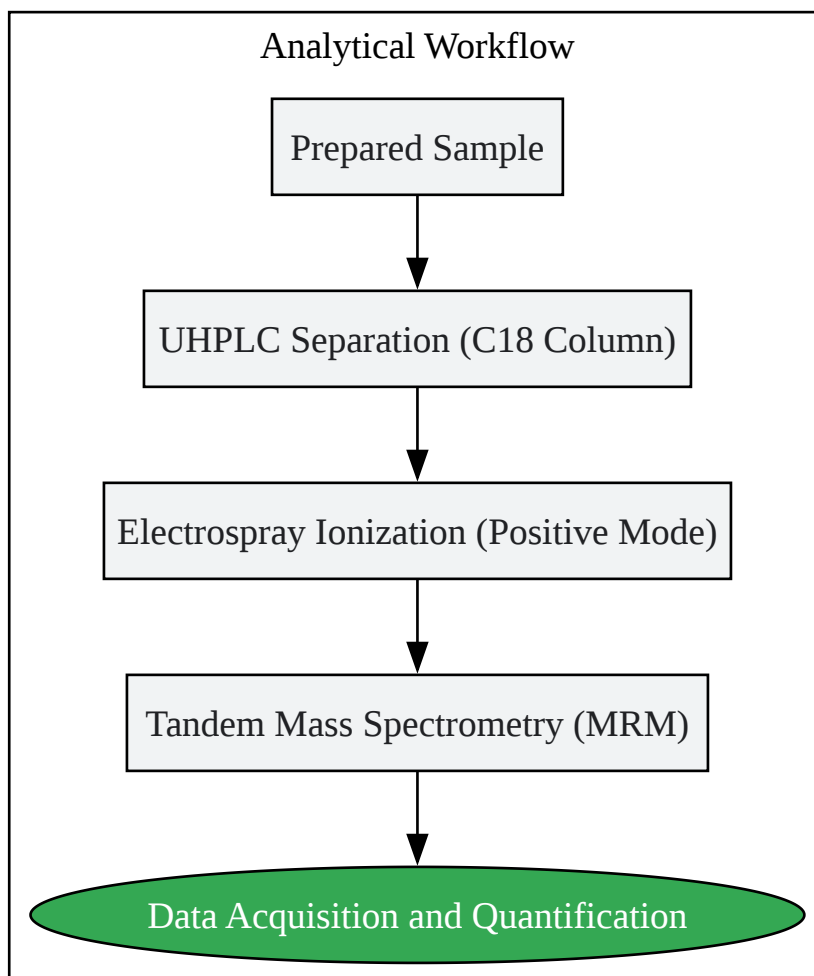 Analytical Workflow
Prepared Sample
UHPLC Separation (C18 Column)
Electrospray Ionization (Positive Mode)
Tandem Mass Spectrometry (MRM)
Data Acquisition and Quantification